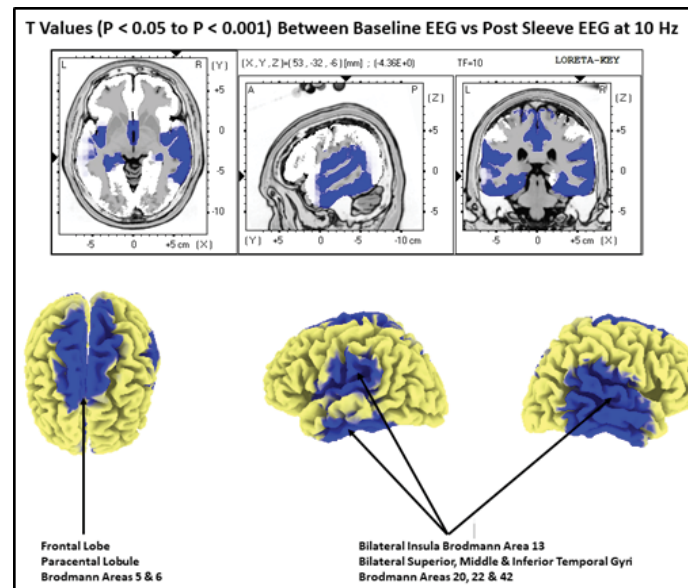 T Values (P < 0.05 to P < 0.001) Between Baseline EEG vs Post Sleeve EEG at 10 Hz
L R (Y) (X,Y,Z)=(53,-32,-6)[mm] ; (-4.36E+0) TF=10 LORETA-KEY
A P (Z) L R (Z)
+5 +5 +5
0 0 0
-5 -5 -5
-10
-5 0 +5 cm (X) (Y) 0 -5 -10 cm -5 0 +5 cm (X)
Frontal Lobe
Paracental Lobule
Brodmann Areas 5 & 6
Bilateral Insula Brodmann Area 13
Bilateral Superior, Middle & Inferior Temporal Gyri
Brodmann Areas 20, 22 & 42